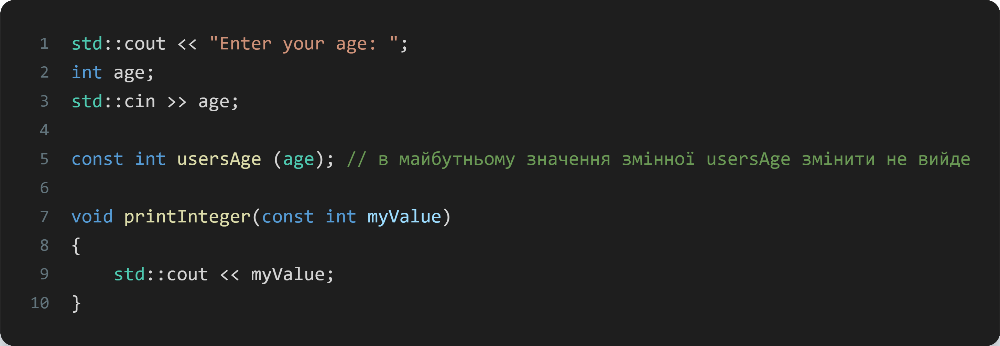 1 std::cout << "Enter your age: ";
2 int age;
3 std::cin >> age;
4
5 const int usersAge (age); // в майбутньому значення змінної usersAge змінити не вийде
6
7 void printInteger(const int myValue)
8 {
9     std::cout << myValue;
10 }